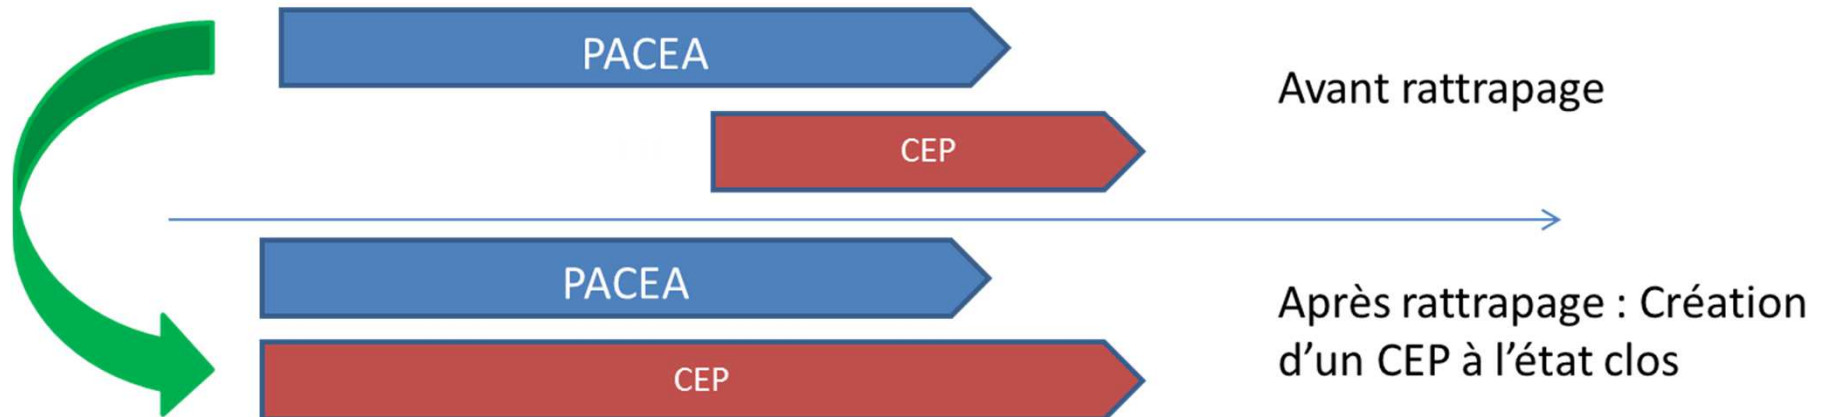 PACEA
Avant rattrapage
CEP
PACEA
Après rattrapage : Création
d'un CEP à l'état clos
CEP